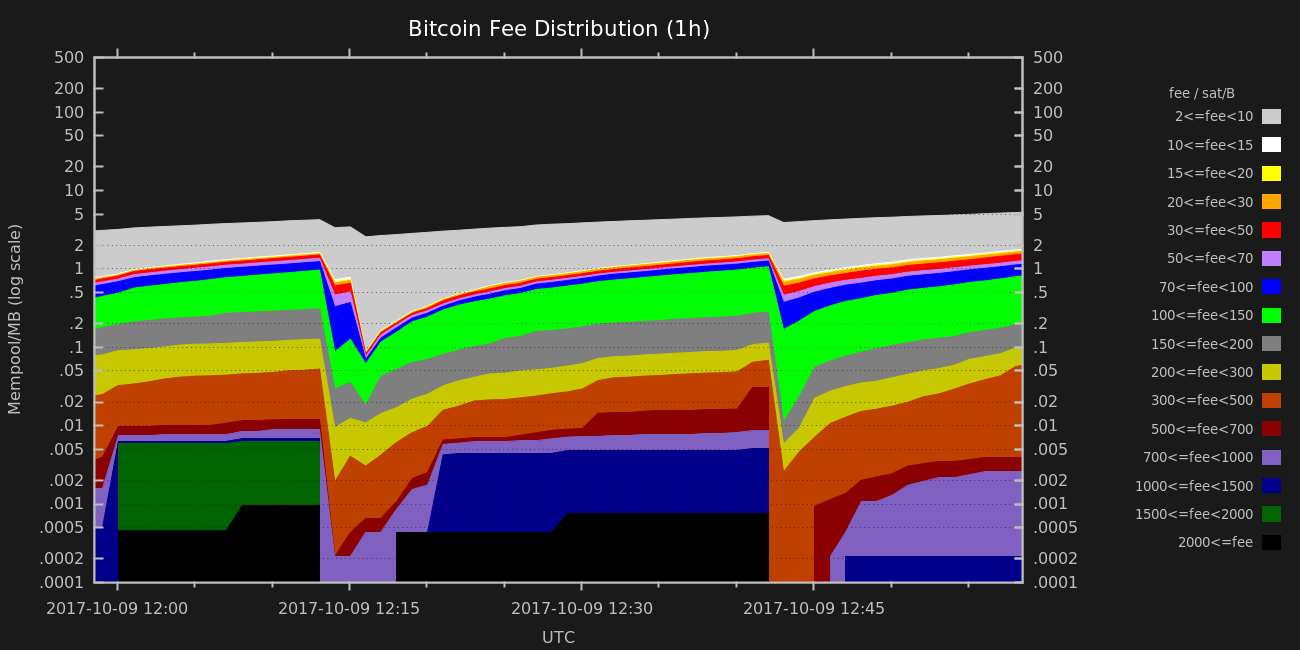 Bitcoin Fee Distribution (1h)
Mempool/MB (log scale)
500
200
100
50
20
10
5
2
1
.5
.2
.1
.05
.02
.01
.005
.002
.001
.0005
.0002
.0001
500
200
100
50
20
10
5
2
1
.5
.2
.1
.05
.02
.01
.005
.002
.001
.0005
.0002
.0001
2017-10-09 12:00
2017-10-09 12:15
2017-10-09 12:30
2017-10-09 12:45
UTC
fee / sat/B
2<=fee<10
10<=fee<15
15<=fee<20
20<=fee<30
30<=fee<50
50<=fee<70
70<=fee<100
100<=fee<150
150<=fee<200
200<=fee<300
300<=fee<500
500<=fee<700
700<=fee<1000
1000<=fee<1500
1500<=fee<2000
2000<=fee